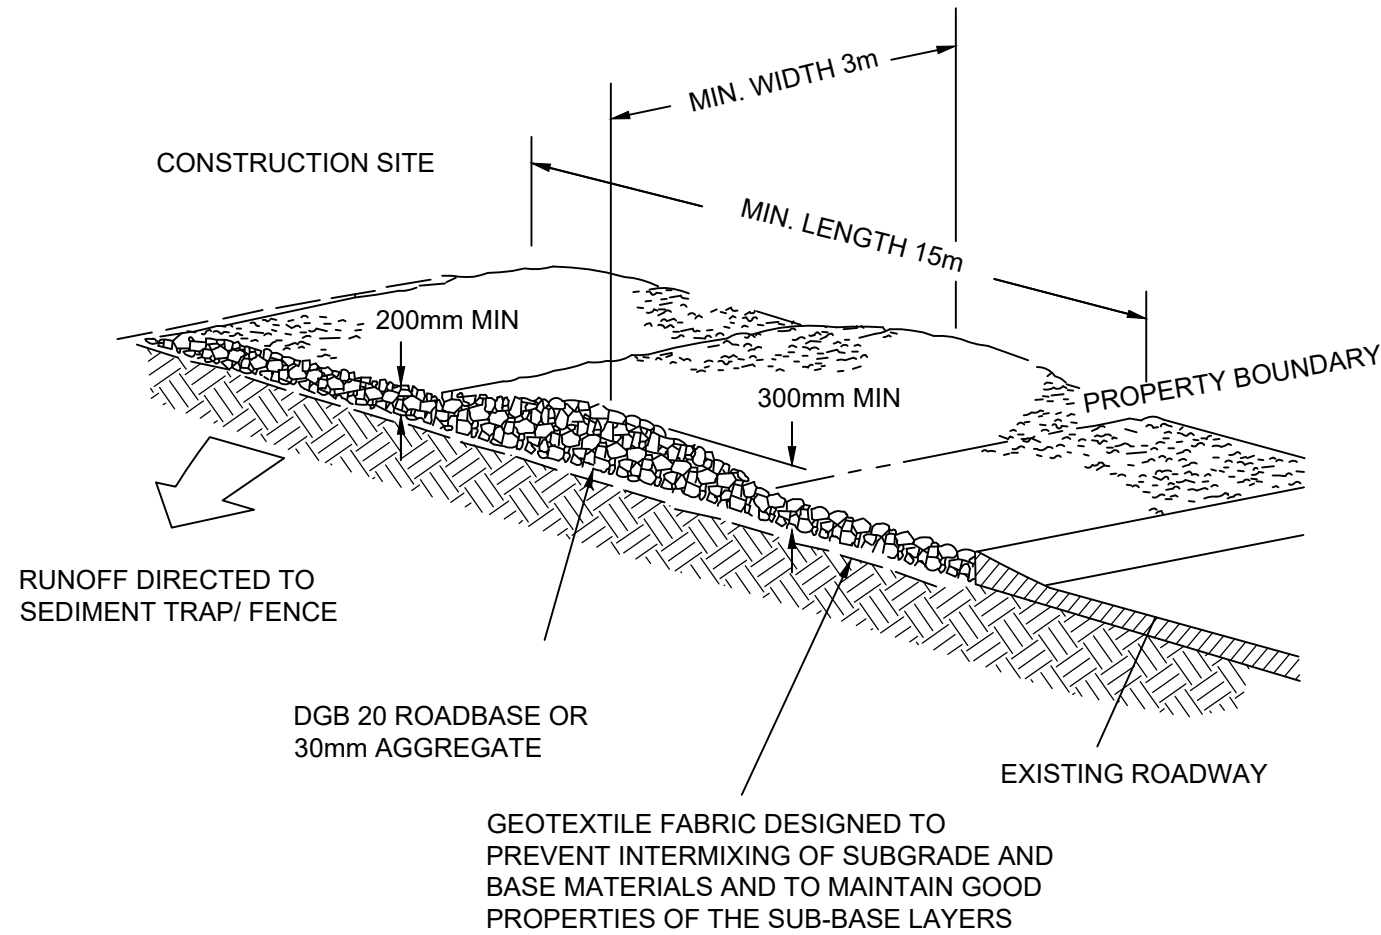 MIN. WIDTH 3m
CONSTRUCTION SITE
MIN. LENGTH 15m
200mm MIN
300mm MIN
PROPERTY BOUNDARY
RUNOFF DIRECTED TO
SEDIMENT TRAP/ FENCE
DGB 20 ROADBASE OR
30mm AGGREGATE
EXISTING ROADWAY
GEOTEXTILE FABRIC DESIGNED TO
PREVENT INTERMIXING OF SUBGRADE AND
BASE MATERIALS AND TO MAINTAIN GOOD
PROPERTIES OF THE SUB-BASE LAYERS